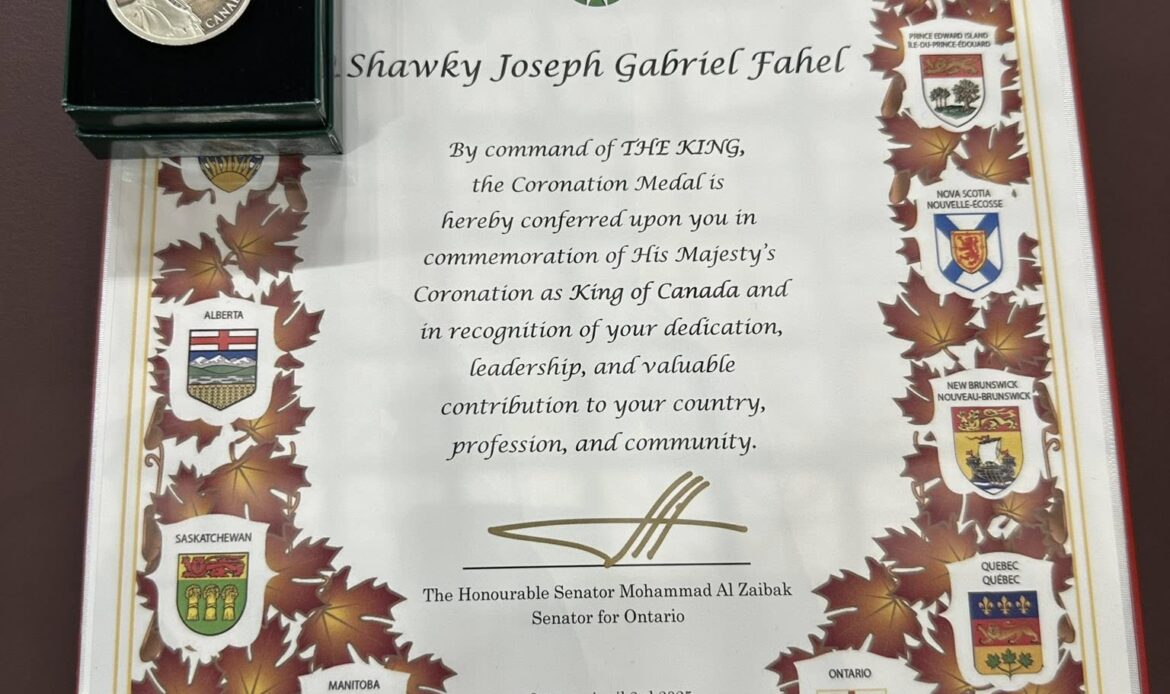 CANADA
Shawky Joseph Gabriel Fahel
By command of THE KING,
the Coronation Medal is
hereby conferred upon you in
commemoration of His Majesty's
Coronation as King of Canada and
in recognition of your dedication,
leadership, and valuable
contribution to your country,
profession, and community.
The Honourable Senator Mohammad Al Zaibak
Senator for Ontario
ALBERTA
SASKATCHEWAN
MANITOBA
PRINCE EDWARD ISLAND
ÎLE-DU-PRINCE-ÉDOUARD
NOVA SCOTIA
NOUVELLE-ÉCOSSE
NEW BRUNSWICK
NOUVEAU-BRUNSWICK
QUEBEC
QUÉBEC
ONTARIO